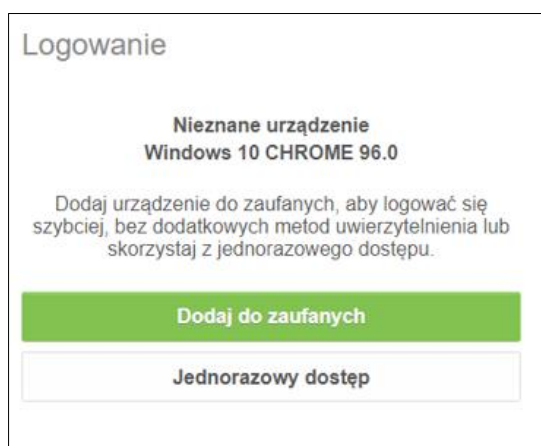 Logowanie
Nieznane urządzenie
Windows 10 CHROME 96.0
Dodaj urządzenie do zaufanych, aby logować się
szybciej, bez dodatkowych metod uwierzytelnienia lub
skorzystaj z jednorazowego dostępu.
Dodaj do zaufanych
Jednorazowy dostęp